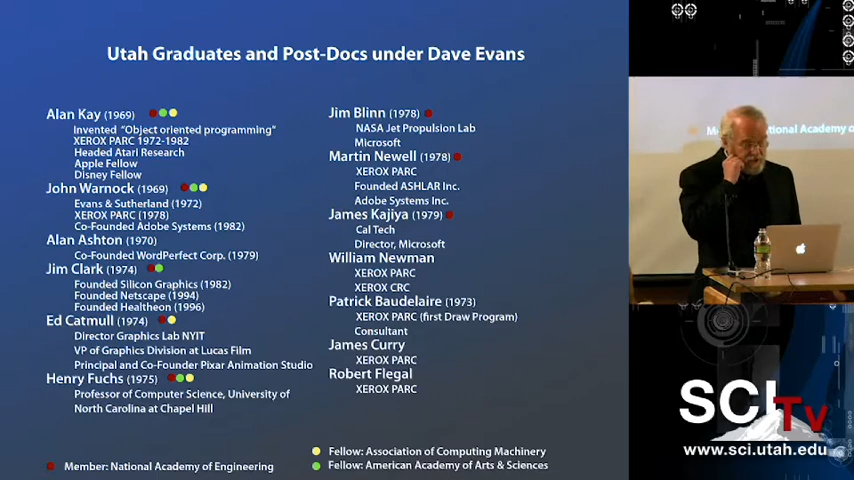 Utah Graduates and Post-Docs under Dave Evans
Alan Kay (1969)
Invented "Object oriented programming"
XEROX PARC 1972-1982
Headed Atari Research
Apple Fellow
Disney Fellow
John Warnock (1969)
Evans & Sutherland (1972)
XEROX PARC (1978)
Co-Founded Adobe Systems (1982)
Alan Ashton (1970)
Co-Founded WordPerfect Corp. (1979)
Jim Clark (1974)
Founded Silicon Graphics (1982)
Founded Netscape (1994)
Founded Healtheon (1996)
Ed Catmull (1974)
Director Graphics Lab NYIT
VP of Graphics Division at Lucas Film
Principal and Co-Founder Pixar Animation Studio
Henry Fuchs (1975)
Professor of Computer Science, University of
North Carolina at Chapel Hill
Jim Blinn (1978)
NASA Jet Propulsion Lab
Microsoft
Martin Newell (1978)
XEROX PARC
Founded ASHLAR Inc.
Adobe Systems Inc.
James Kajiya (1979)
Cal Tech
Director, Microsoft
William Newman
XEROX PARC
XEROX CRC
Patrick Baudelaire (1973)
XEROX PARC (first Draw Program)
Consultant
James Curry
XEROX PARC
Robert Flegal
XEROX PARC
Member: National Academy of Engineering
Fellow: Association of Computing Machinery
Fellow: American Academy of Arts & Sciences
National Academy o
SCI Tv
www.sci.utah.edu